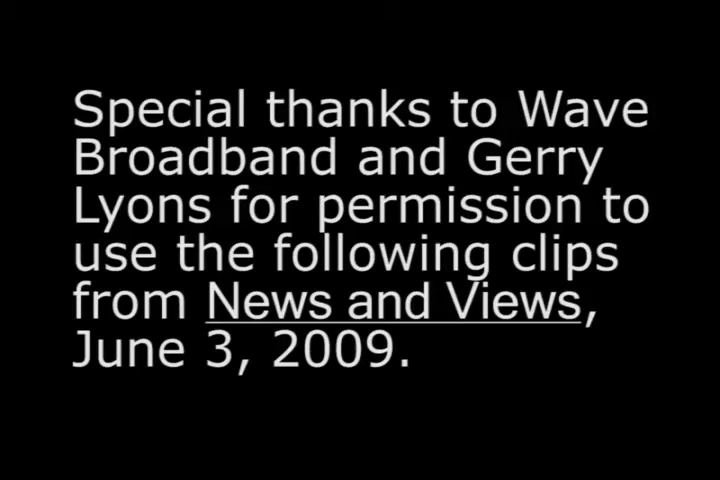 Special thanks to Wave
Broadband and Gerry
Lyons for permission to
use the following clips
from News and Views,
June 3, 2009.